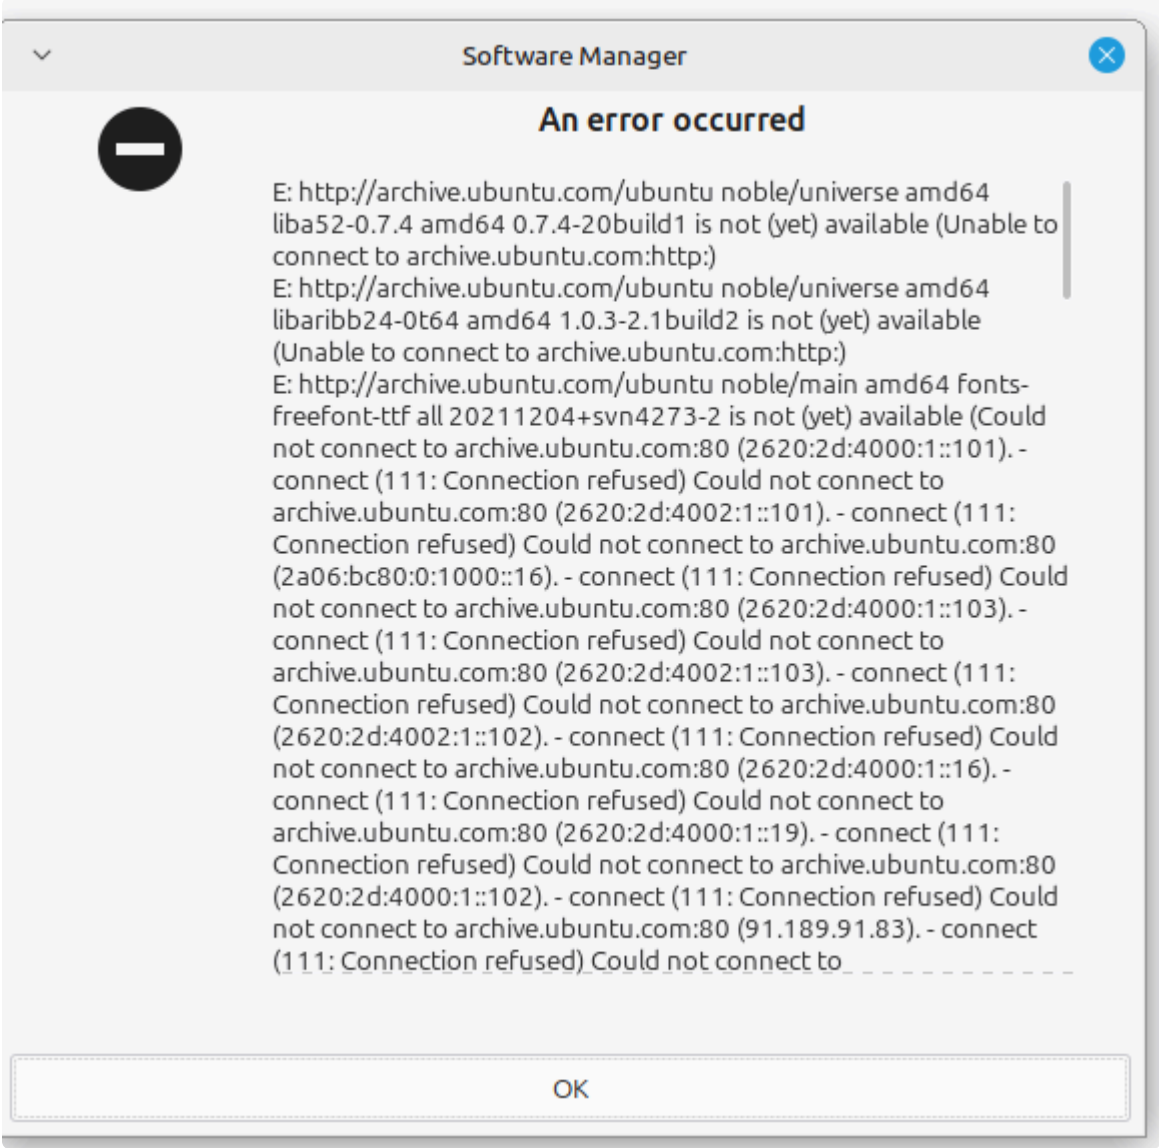 Software Manager
An error occurred
E: http://archive.ubuntu.com/ubuntu noble/universe amd64
liba52-0.7.4 amd64 0.7.4-20build1 is not (yet) available (Unable to
connect to archive.ubuntu.com:http:)
E: http://archive.ubuntu.com/ubuntu noble/universe amd64
libaribb24-0t64 amd64 1.0.3-2.1build2 is not (yet) available
(Unable to connect to archive.ubuntu.com:http:)
E: http://archive.ubuntu.com/ubuntu noble/main amd64 fonts-
freefont-ttf all 20211204+svn4273-2 is not (yet) available (Could
not connect to archive.ubuntu.com:80 (2620:2d:4000:1::101). -
connect (111: Connection refused) Could not connect to
archive.ubuntu.com:80 (2620:2d:4002:1::101). - connect (111:
Connection refused) Could not connect to archive.ubuntu.com:80
(2a06:bc80:0:1000::16). - connect (111: Connection refused) Could
not connect to archive.ubuntu.com:80 (2620:2d:4000:1::103). -
connect (111: Connection refused) Could not connect to
archive.ubuntu.com:80 (2620:2d:4002:1::103). - connect (111:
Connection refused) Could not connect to archive.ubuntu.com:80
(2620:2d:4002:1::102). - connect (111: Connection refused) Could
not connect to archive.ubuntu.com:80 (2620:2d:4000:1::16). -
connect (111: Connection refused) Could not connect to
archive.ubuntu.com:80 (2620:2d:4000:1::19). - connect (111:
Connection refused) Could not connect to archive.ubuntu.com:80
(2620:2d:4000:1::102). - connect (111: Connection refused) Could
not connect to archive.ubuntu.com:80 (91.189.91.83). - connect
(111: Connection refused) Could not connect to
OK